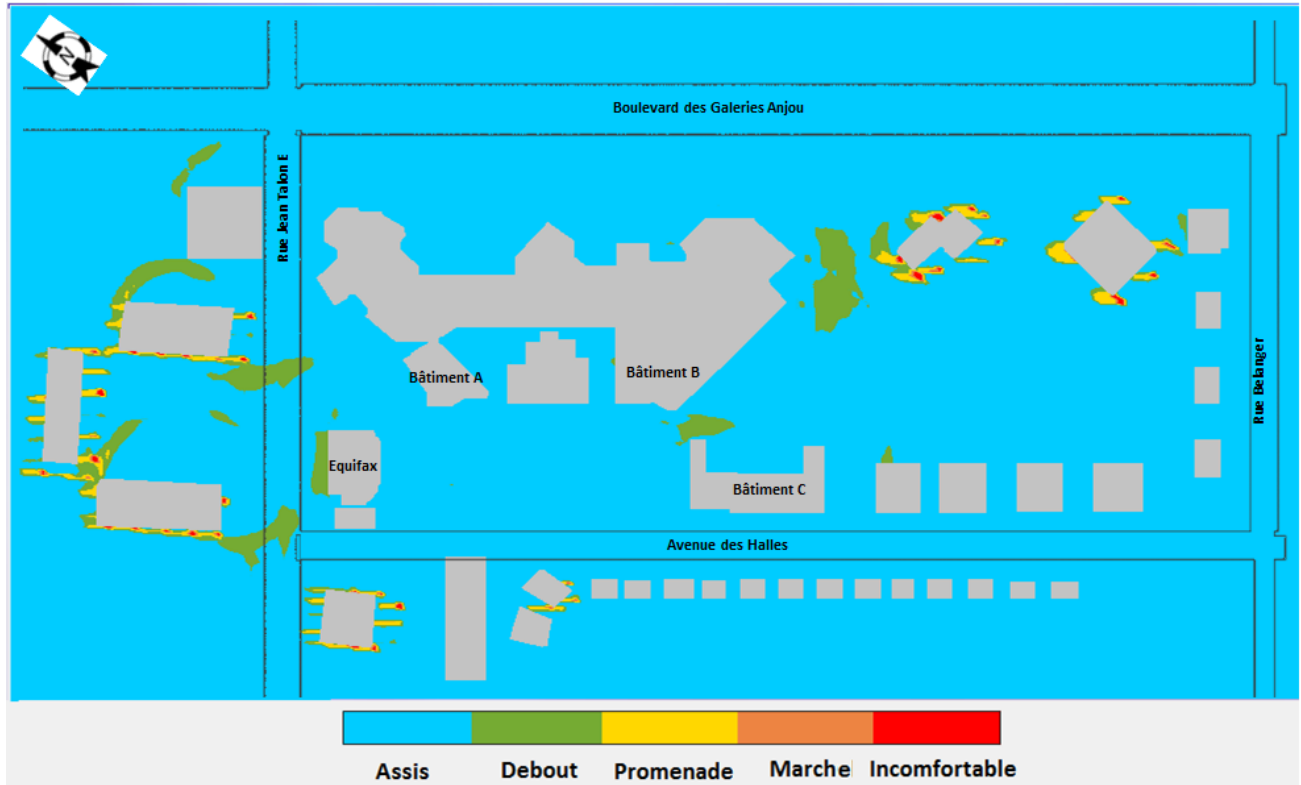 N
Boulevard des Galeries Anjou
Rue Jean Talon E
Bâtiment A
Bâtiment B
Rue Belanger
Equifax
Bâtiment C
Avenue des Halles
Assis
Debout
Promenade
Marche
Incomfortable